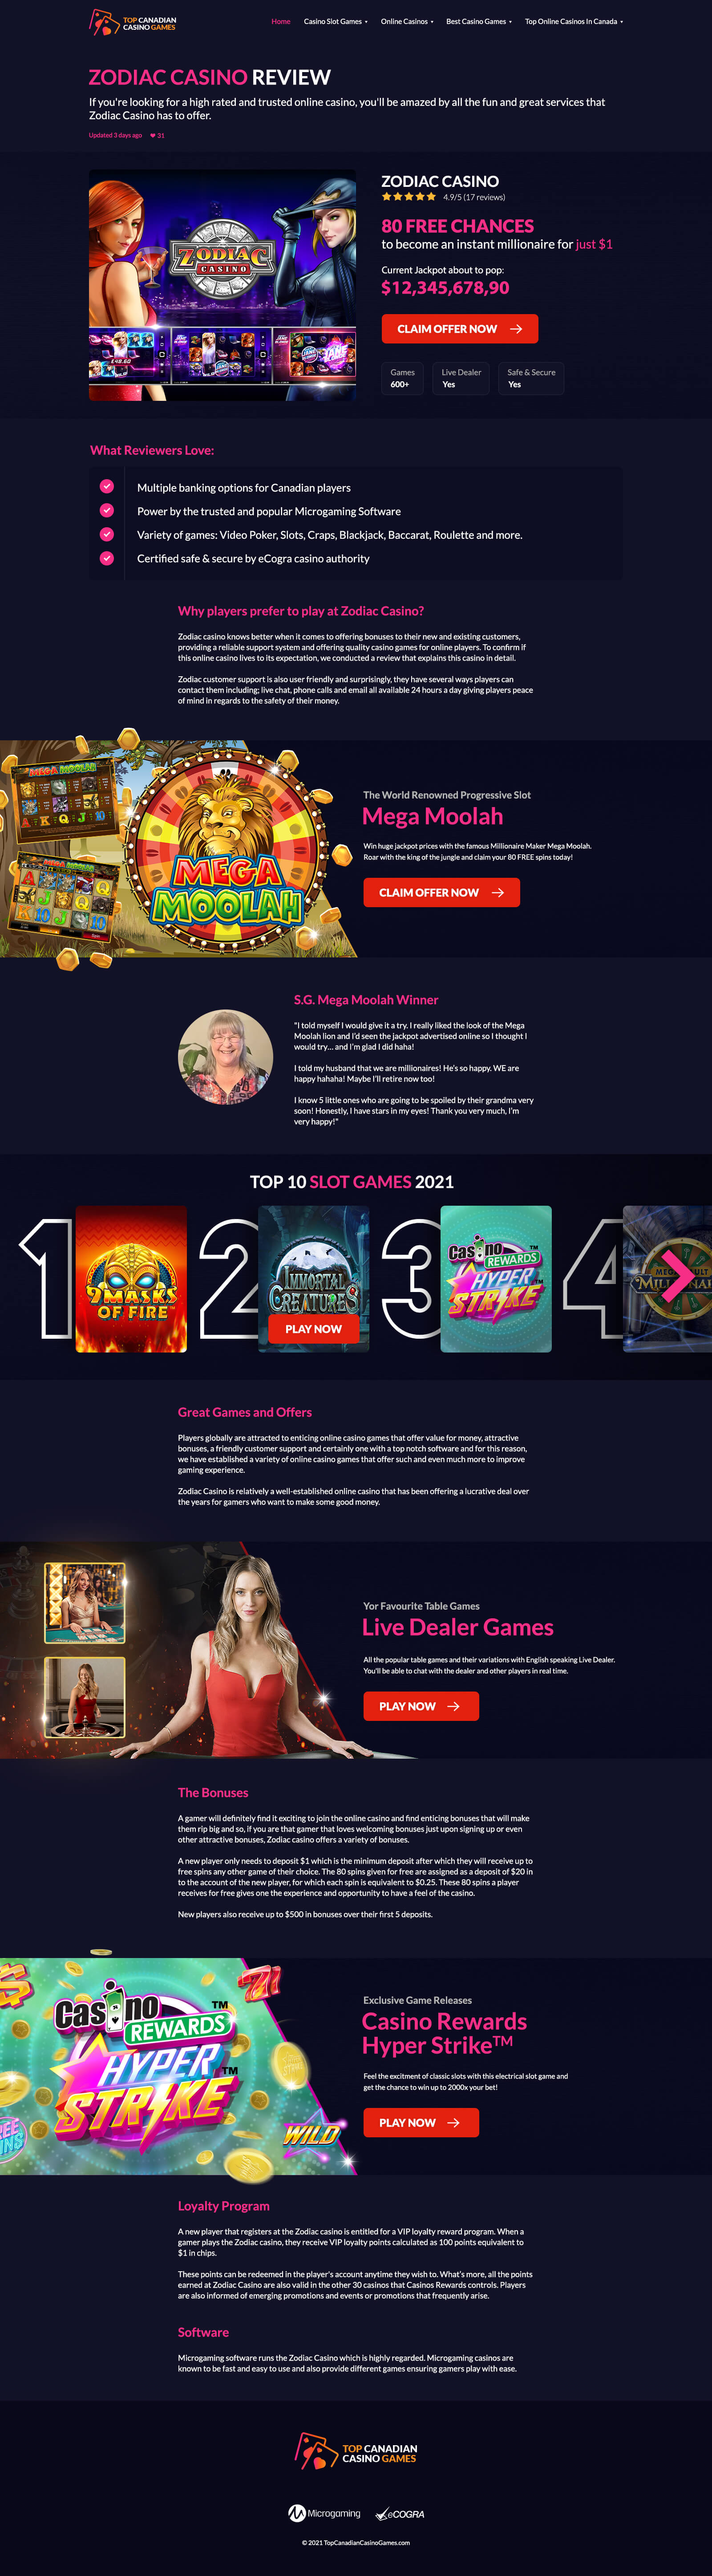 TOP CANADIAN
CASINO GAMES
Home
Casino Slot Games
Online Casinos
Best Casino Games
Top Online Casinos In Canada
ZODIAC CASINO REVIEW
If you're looking for a high rated and trusted online casino, you'll be amazed by all the fun and great services that
Zodiac Casino has to offer.
Updated 3 days ago
31
ZODIAC
CASINO
£48.60
ZODIAC CASINO
4.9/5 (17 reviews)
80 FREE CHANCES
to become an instant millionaire for just $1
Current Jackpot about to pop:
$12,345,678,90
CLAIM OFFER NOW
Games
600+
Live Dealer
Yes
Safe & Secure
Yes
What Reviewers Love:
Multiple banking options for Canadian players
Power by the trusted and popular Microgaming Software
Variety of games: Video Poker, Slots, Craps, Blackjack, Baccarat, Roulette and more.
Certified safe & secure by eCogra casino authority
Why players prefer to play at Zodiac Casino?
Zodiac casino knows better when it comes to offering bonuses to their new and existing customers,
providing a reliable support system and offering quality casino games for online players. To confirm if
this online casino lives to its expectation, we conducted a review that explains this casino in detail.
Zodiac customer support is also user friendly and surprisingly, they have several ways players can
contact them including; live chat, phone calls and email all available 24 hours a day giving players peace
of mind in regards to the safety of their money.
MEGA MOOLAH
MEGA MOOLAH
MEGA
MOOLAH
The World Renowned Progressive Slot
Mega Moolah
Win huge jackpot prices with the famous Millionaire Maker Mega Moolah.
Roar with the king of the jungle and claim your 80 FREE spins today!
CLAIM OFFER NOW
S.G. Mega Moolah Winner
"I told myself I would give it a try. I really liked the look of the Mega
Moolah lion and I'd seen the jackpot advertised online so I thought I
would try... and I'm glad I did haha!
I told my husband that we are millionaires! He's so happy. WE are
happy hahaha! Maybe I'll retire now too!
I know 5 little ones who are going to be spoiled by their grandma very
soon! Honestly, I have stars in my eyes! Thank you very much, I'm
very happy!"
TOP 10 SLOT GAMES 2021
1
9 MASKS
OF FIRE
2
IMMORTAL
CREATURES
PLAY NOW
3
Casino
REWARDS
HYPER
STRIKE
4
Great Games and Offers
Players globally are attracted to enticing online casino games that offer value for money, attractive
bonuses, a friendly customer support and certainly one with a top notch software and for this reason,
we have established a variety of online casino games that offer such and even much more to improve
gaming experience.
Zodiac Casino is relatively a well-established online casino that has been offering a lucrative deal over
the years for gamers who want to make some good money.
Yor Favourite Table Games
Live Dealer Games
All the popular table games and their variations with English speaking Live Dealer.
You'll be able to chat with the dealer and other players in real time.
PLAY NOW
The Bonuses
A gamer will definitely find it exciting to join the online casino and find enticing bonuses that will make
them rip big and so, if you are that gamer that loves welcoming bonuses just upon signing up or even
other attractive bonuses, Zodiac casino offers a variety of bonuses.
A new player only needs to deposit $1 which is the minimum deposit after which they will receive up to
free spins any other game of their choice. The 80 spins given for free are assigned as a deposit of $20 in
to the account of the new player, for which each spin is equivalent to $0.25. These 80 spins a player
receives for free gives one the experience and opportunity to have a feel of the casino.
New players also receive up to $500 in bonuses over their first 5 deposits.
Casino
REWARDS
TM
HYPER
STRIKE
TM
WILD
Exclusive Game Releases
Casino Rewards
Hyper Strike™
Feel the excitment of classic slots with this electrical slot game and
get the chance to win up to 2000x your bet!
PLAY NOW
Loyalty Program
A new player that registers at the Zodiac casino is entitled for a VIP loyalty reward program. When a
gamer plays the Zodiac casino, they receive VIP loyalty points calculated as 100 points equivalent to
$1 in chips.
These points can be redeemed in the player's account anytime they wish to. What's more, all the points
earned at Zodiac Casino are also valid in the other 30 casinos that Casinos Rewards controls. Players
are also informed of emerging promotions and events or promotions that frequently arise.
Software
Microgaming software runs the Zodiac Casino which is highly regarded. Microgaming casinos are
known to be fast and easy to use and also provide different games ensuring gamers play with ease.
TOP CANADIAN
CASINO GAMES
Microgaming
eCOGRA
© 2021 TopCanadianCasinoGames.com